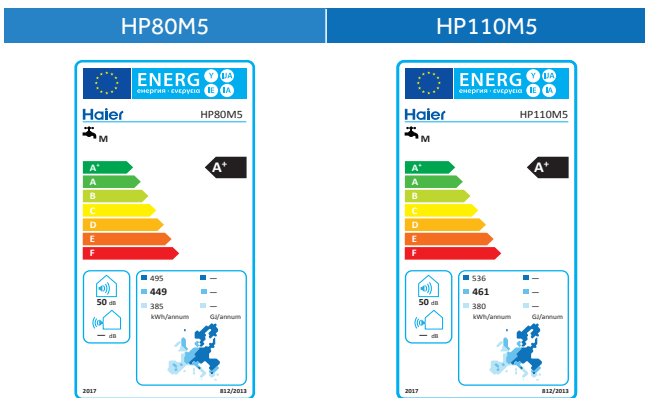 HP80M5
HP110M5
ENERG Y IJA
енергия · ενεργεια IE IA
Haier HP80M5
M
A+
A+
A
B
C
D
E
F
495 —
449 —
385 —
kWh/annum GJ/annum
50 dB
— dB
2017 812/2013
ENERG Y IJA
енергия · ενεργεια IE IA
Haier HP110M5
M
A+
A+
A
B
C
D
E
F
536 —
461 —
380 —
kWh/annum GJ/annum
50 dB
— dB
2017 812/2013